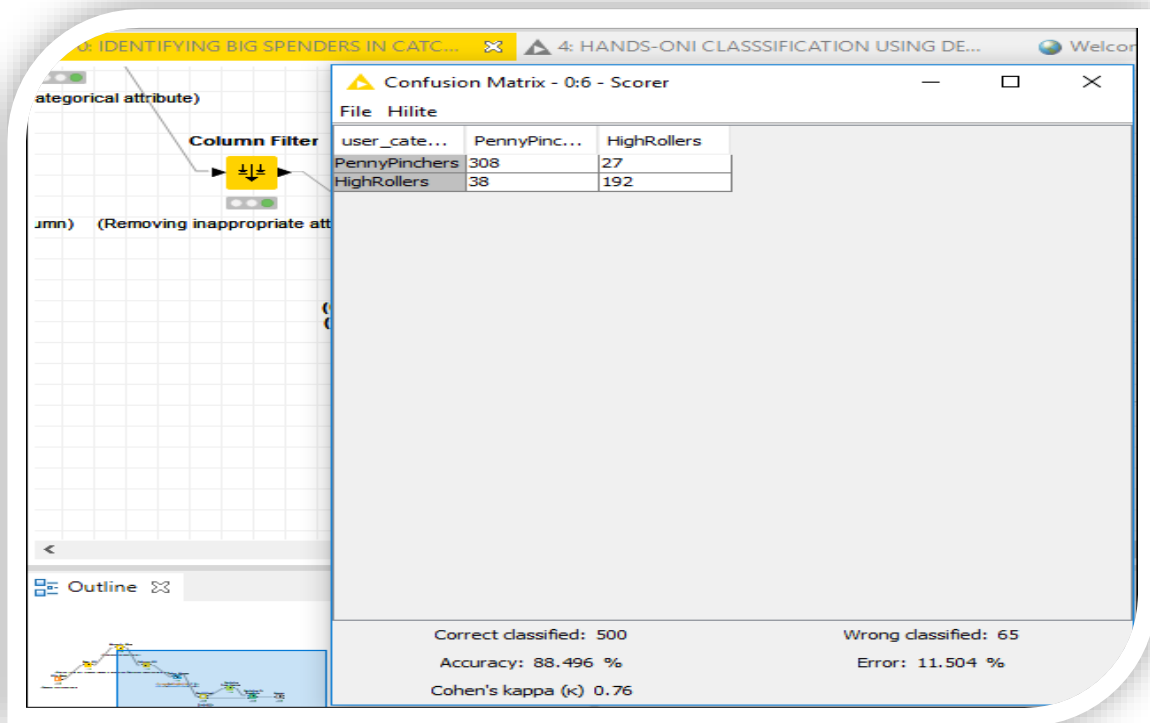 0: IDENTIFYING BIG SPENDERS IN CATC... 4: HANDS-ONI CLASSSIFICATION USING DE... Welcor
ategorical attribute)
Column Filter
umn) (Removing inappropriate att
Confusion Matrix - 0:6 - Scorer
File Hilite
user_cate... PennyPinc... HighRollers
PennyPinchers 308 27
HighRollers 38 192
Outline
Correct classified: 500 Wrong classified: 65
Accuracy: 88.496 % Error: 11.504 %
Cohen's kappa (κ) 0.76